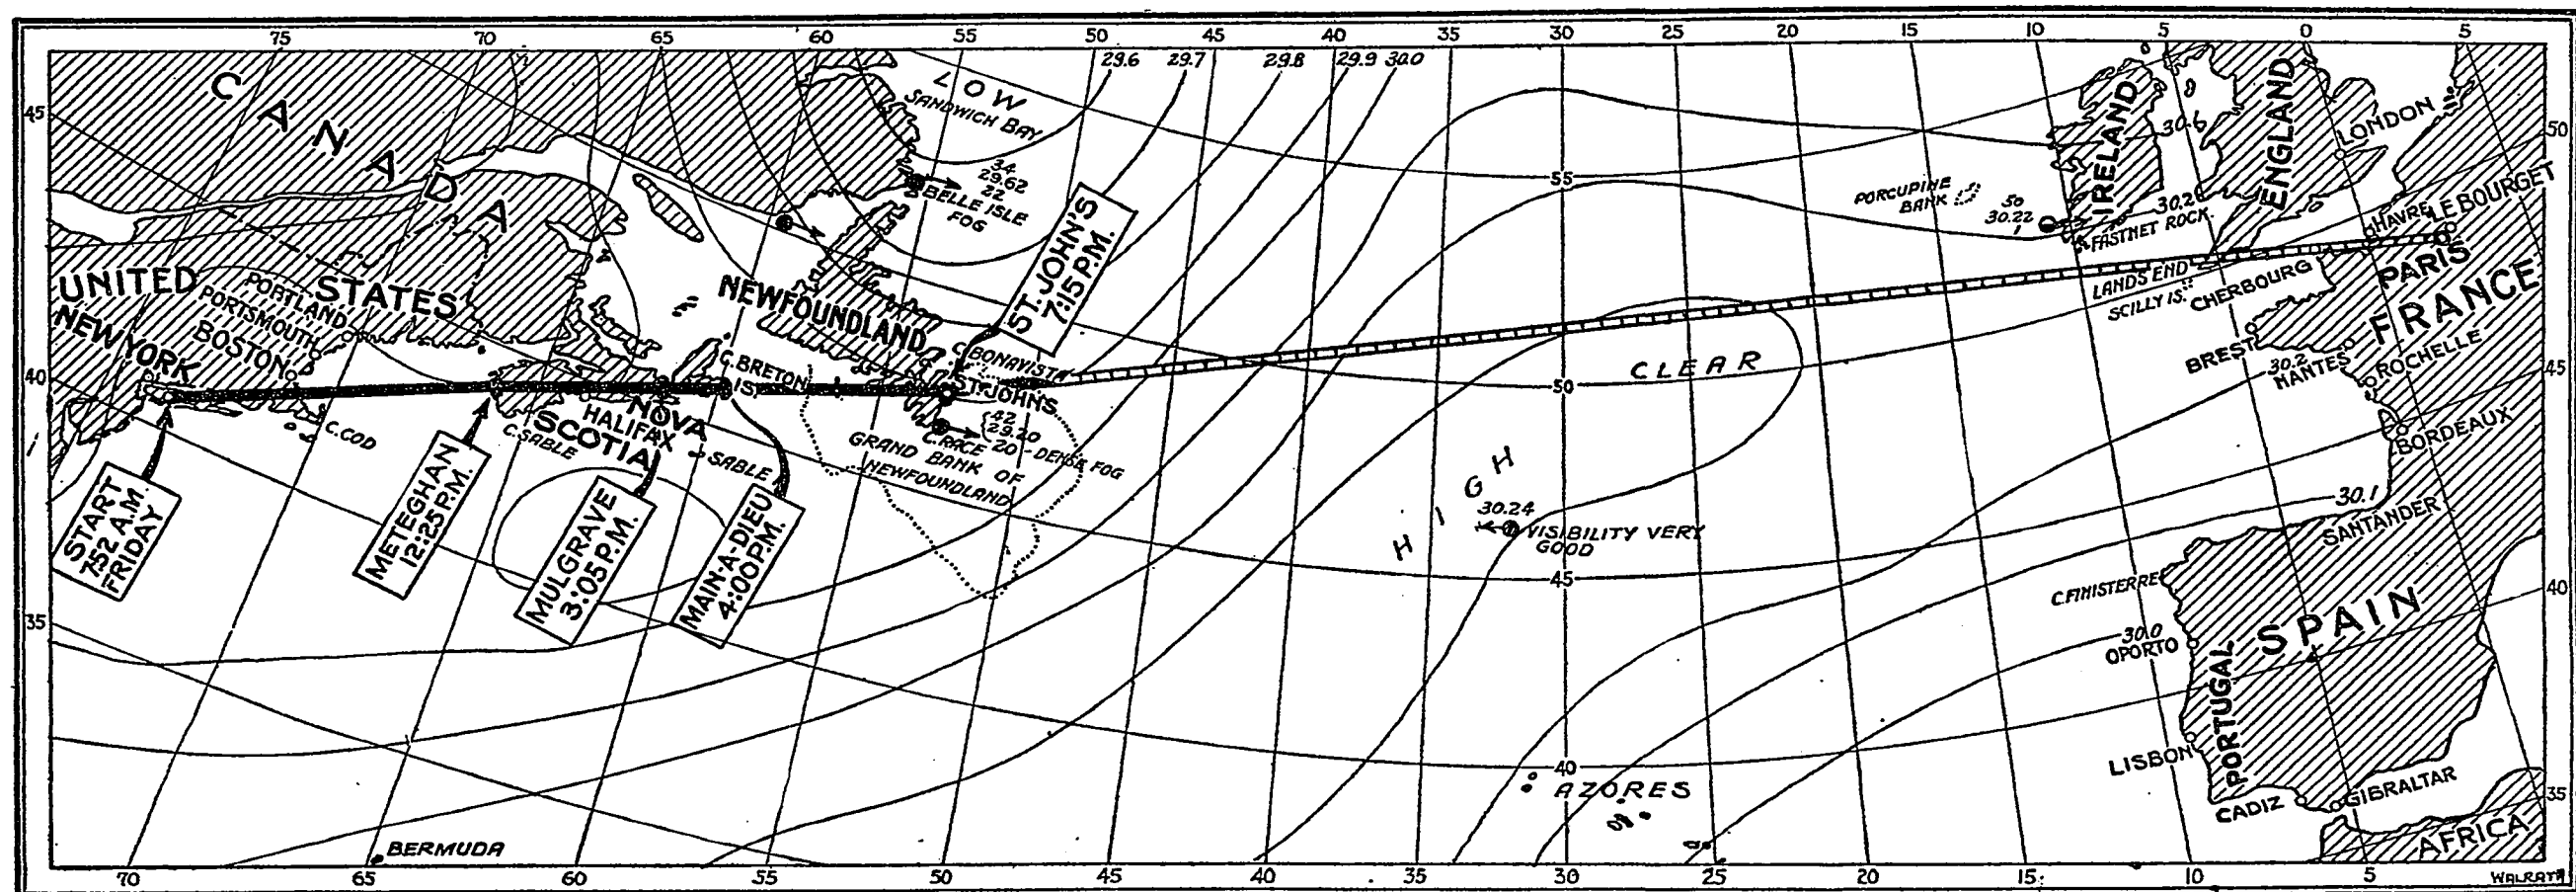 75 70 65 60 55 50 45 40 35 30 25 20 15 10 5 0 5
29.6 29.7 29.8 29.9 30.0
CANADA
LOW
SANDWICH BAY
45
34
29.62
22
BELLE ISLE
FOG
ST. JOHN'S
7:15 P.M.
55
PORCUPINE
BANK
50
30.22
1
IRELAND
30.6
ENGLAND
LONDON
50
30.2
FASTNET ROCK
HAVRE
LE BOURGET
PARIS
FRANCE
UNITED
STATES
NEW YORK
PORTLAND
PORTSMOUTH
BOSTON
NEWFOUNDLAND
C. BONAVISTA
ST. JOHNS
LANDS END
SCILLY IS.
CHERBOURG
BREST
30.2
NANTES
ROCHELLE
45
BORDEAUX
40
C. COD
C. BRETON
IS.
NOVA
SCOTIA
HALIFAX
C. SABLE
SABLE
42
29.20
C. RACE 20 - DENSE FOG
GRAND BANK OF
NEWFOUNDLAND
CLEAR
50
HIGH
30.24
VISIBILITY VERY
GOOD
START
7:52 A.M.
FRIDAY
METEGHAN
12:25 P.M.
MULGRAVE
3:05 P.M.
MAIN-A-DIEU
4:00 P.M.
45
30.1
SANTANDER
C. FINISTERRE
40
35
30.0
OPORTO
SPAIN
PORTUGAL
LISBON
CADIZ
GIBRALTAR
35
AFRICA
40
AZORES
BERMUDA
70 65 60 55 50 45 40 35 30 25 20 15 10 5
WALRATH